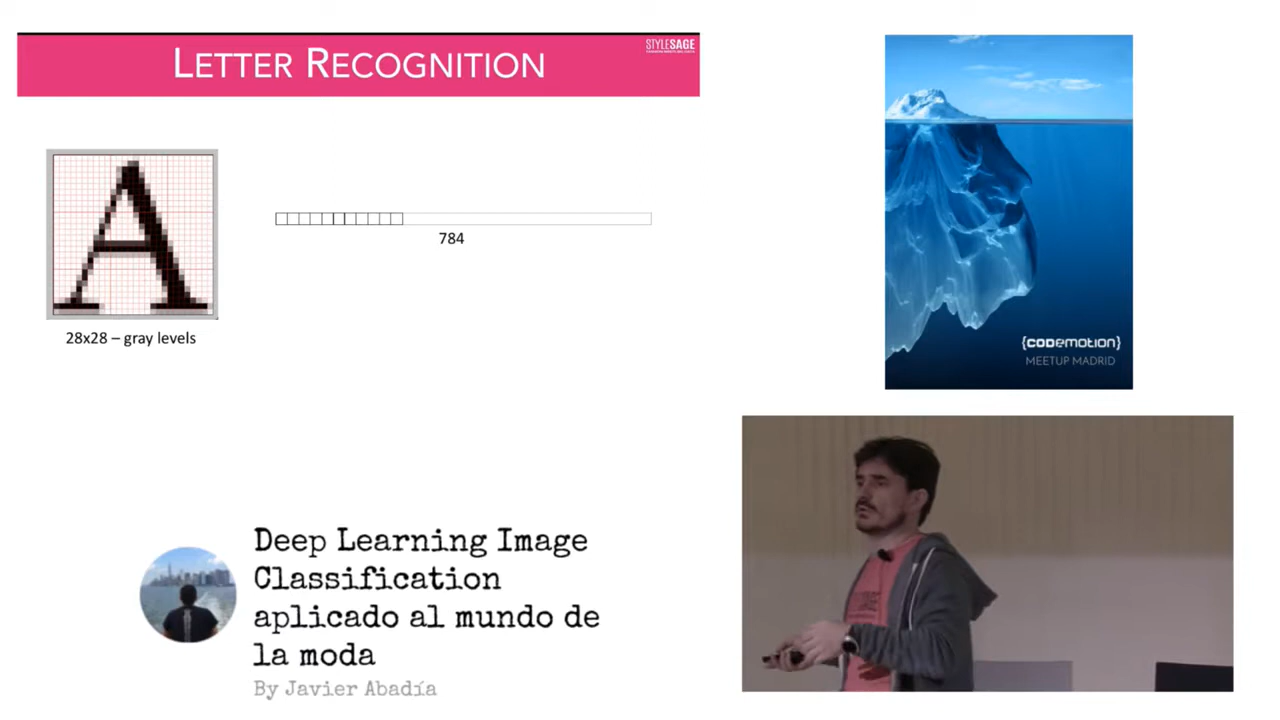 LETTER RECOGNITION
STYLESAGE
784
28x28 – gray levels
{CODEMOTION}
MEETUP MADRID
Deep Learning Image
Classification
aplicado al mundo de
la moda
By Javier Abadía